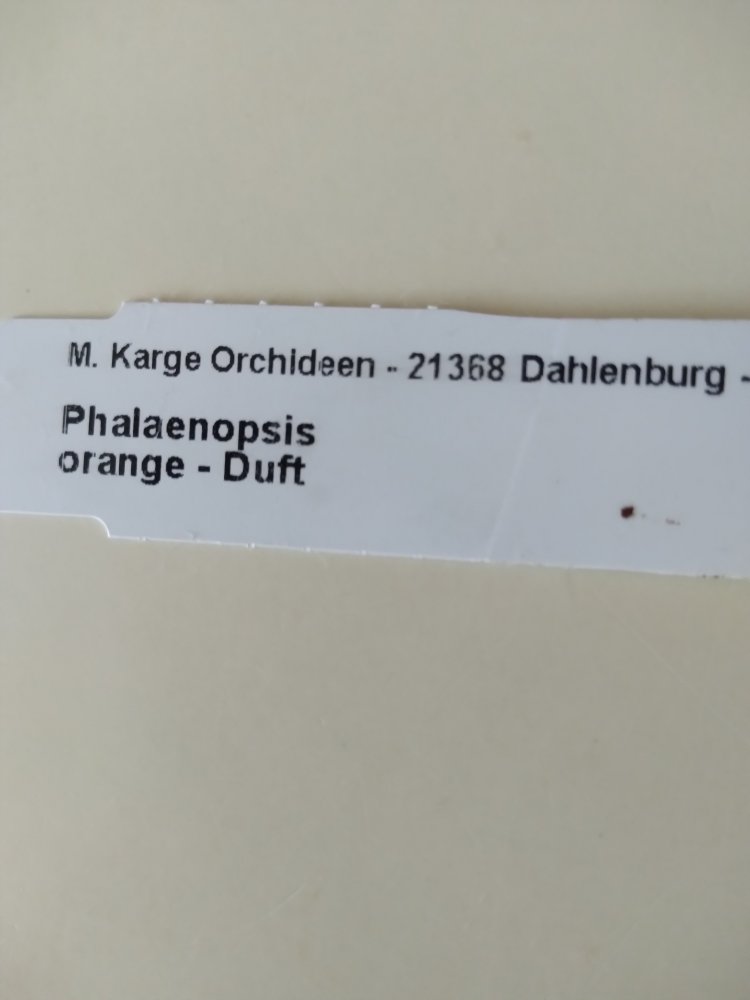 M. Karge Orchideen - 21368 Dahlenburg -
Phalaenopsis
orange - Duft